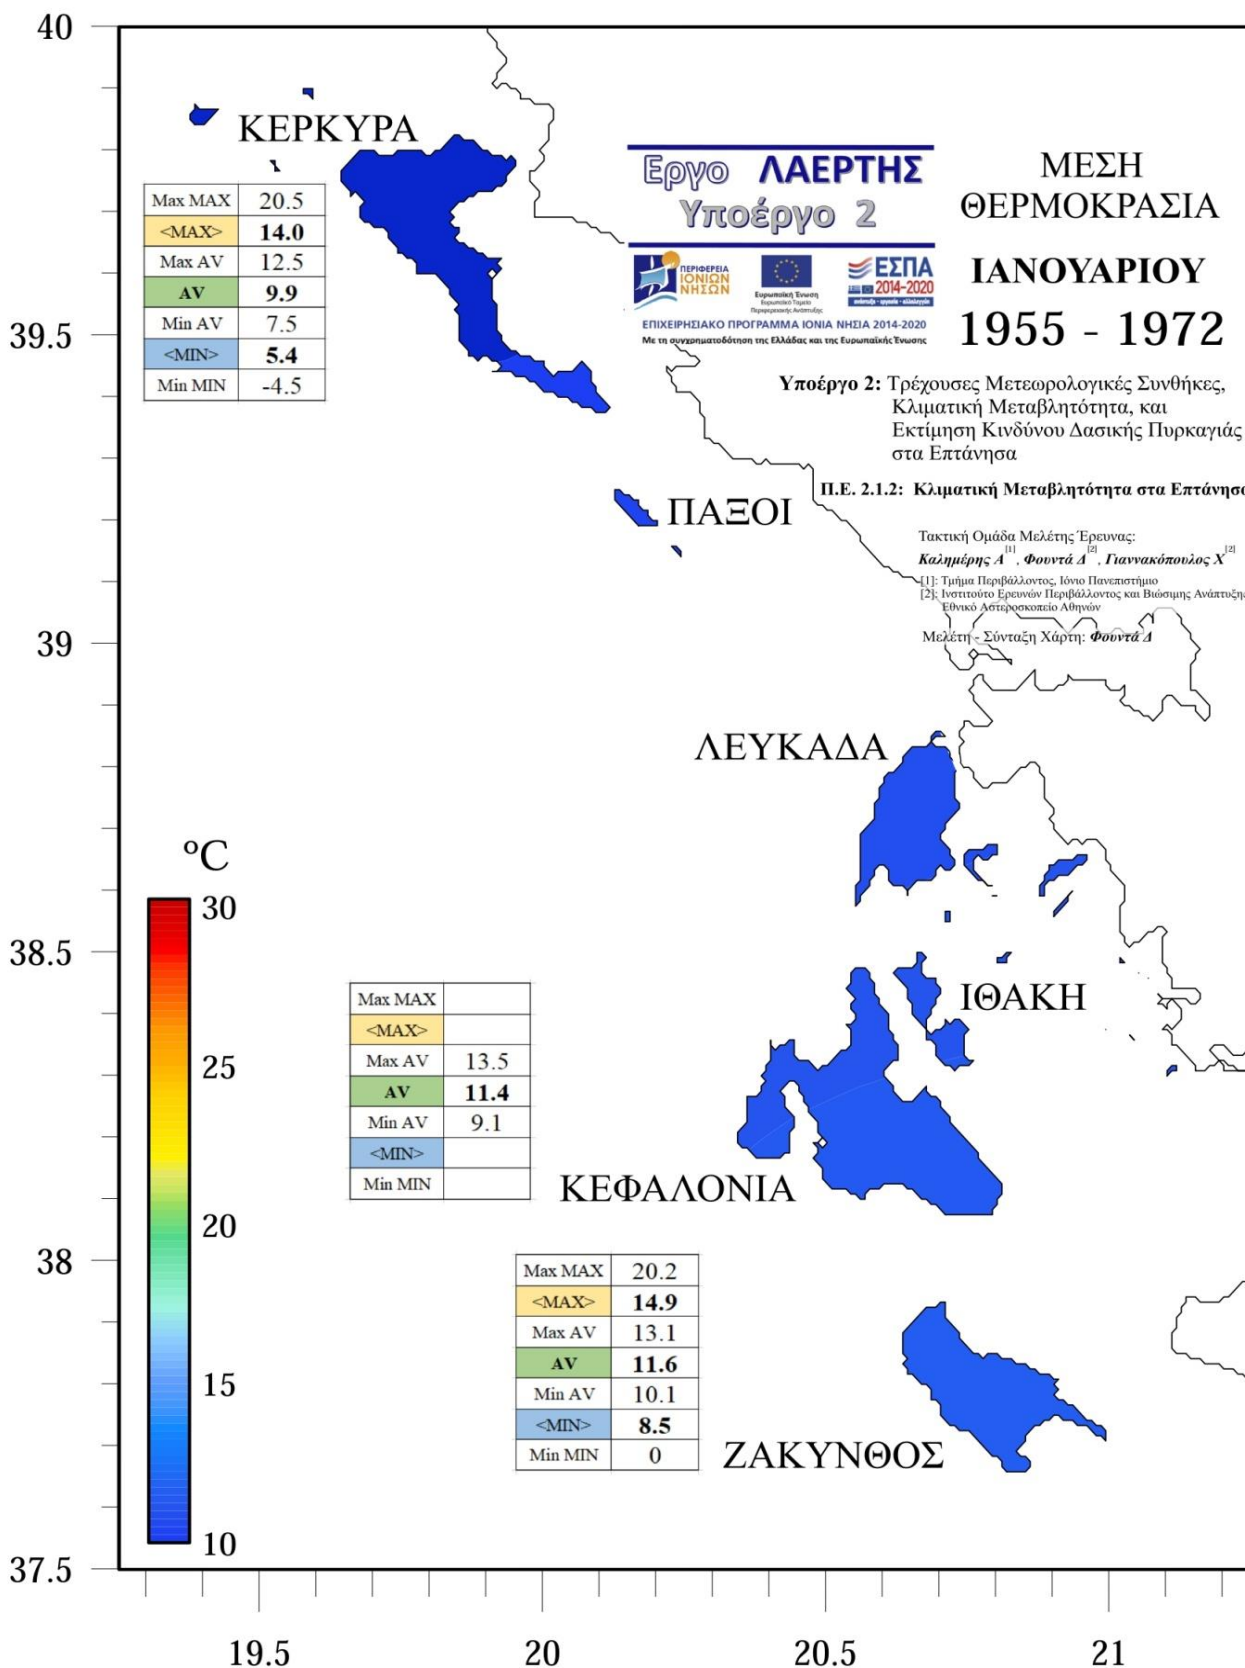 40
ΚΕΡΚΥΡΑ
Max MAX 20.5
<MAX> 14.0
Max AV 12.5
AV 9.9
Min AV 7.5
<MIN> 5.4
Min MIN -4.5
Εργο ΛΑΕΡΤΗΣ
Υποέργο 2
ΠΕΡΙΦΕΡΕΙΑ
ΙΟΝΙΩΝ
ΝΗΣΩΝ
Ευρωπαϊκή Ένωση
Ευρωπαϊκό Ταμείο
Περιφερειακής Ανάπτυξης
ΕΣΠΑ
2014-2020
ανάπτυξη - εργασία - αλληλεγγύη
ΕΠΙΧΕΙΡΗΣΙΑΚΟ ΠΡΟΓΡΑΜΜΑ ΙΟΝΙΑ ΝΗΣΙΑ 2014-2020
Με τη συγχρηματοδότηση της Ελλάδας και της Ευρωπαϊκής Ένωσης
ΜΕΣΗ
ΘΕΡΜΟΚΡΑΣΙΑ
ΙΑΝΟΥΑΡΙΟΥ
1955 - 1972
39.5
Υποέργο 2: Τρέχουσες Μετεωρολογικές Συνθήκες,
Κλιματική Μεταβλητότητα, και
Εκτίμηση Κινδύνου Δασικής Πυρκαγιάς
στα Επτάνησα
Π.Ε. 2.1.2: Κλιματική Μεταβλητότητα στα Επτάνησα
ΠΑΞΟΙ
Τακτική Ομάδα Μελέτης Έρευνας:
Καλημέρης Α[1], Φουντά Δ[2], Γιαννακόπουλος Χ[2]
[1]: Τμήμα Περιβάλλοντος, Ιόνιο Πανεπιστήμιο
[2]: Ινστιτούτο Ερευνών Περιβάλλοντος και Βιώσιμης Ανάπτυξης
Εθνικό Αστεροσκοπείο Αθηνών
Μελέτη - Σύνταξη Χάρτη: Φουντά Δ
39
ΛΕΥΚΑΔΑ
°C
30
25
20
15
10
38.5
ΙΘΑΚΗ
Max MAX
<MAX>
Max AV 13.5
AV 11.4
Min AV 9.1
<MIN>
Min MIN
ΚΕΦΑΛΟΝΙΑ
38
Max MAX 20.2
<MAX> 14.9
Max AV 13.1
AV 11.6
Min AV 10.1
<MIN> 8.5
Min MIN 0
ΖΑΚΥΝΘΟΣ
37.5
19.5 20 20.5 21